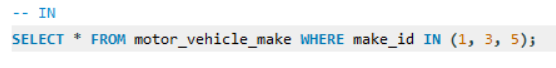 -- IN
SELECT * FROM motor_vehicle_make WHERE make_id IN (1, 3, 5);